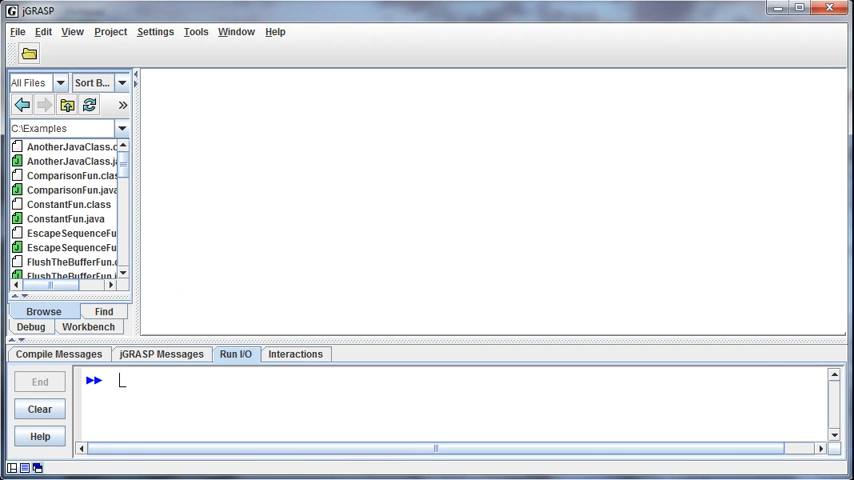 jGRASP
File Edit View Project Settings Tools Window Help
All Files Sort B...
C:\Examples
AnotherJavaClass.c
AnotherJavaClass.ja
ComparisonFun.clas
ComparisonFun.java
ConstantFun.class
ConstantFun.java
EscapeSequenceFu
EscapeSequenceFu
FlushTheBufferFun.c
FlushTheBufferFun.j
Browse Find
Debug Workbench
Compile Messages jGRASP Messages Run I/O Interactions
End
Clear
Help